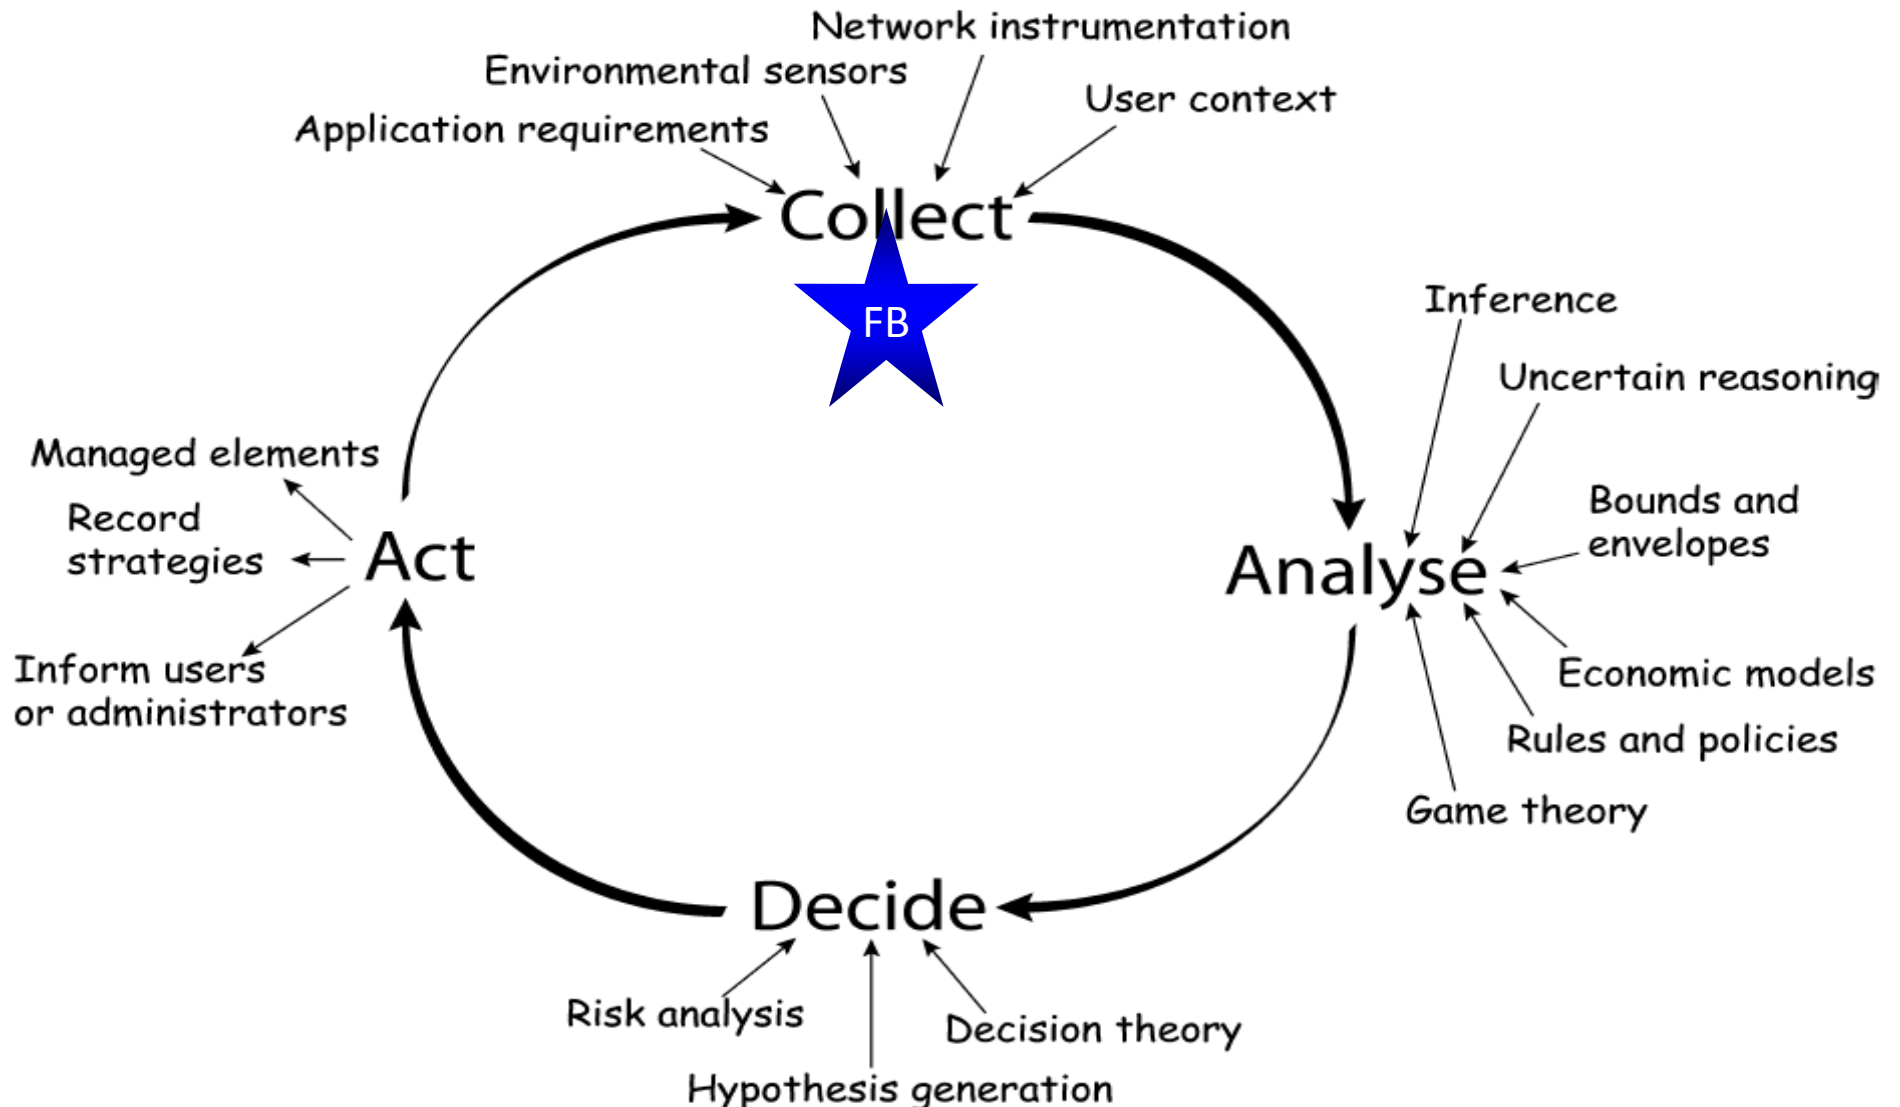 Network instrumentation
Environmental sensors
User context
Application requirements
Collect
FB
Inference
Uncertain reasoning
Managed elements
Bounds and
envelopes
Record
strategies
Act
Analyse
Inform users
or administrators
Economic models
Rules and policies
Game theory
Decide
Risk analysis
Decision theory
Hypothesis generation